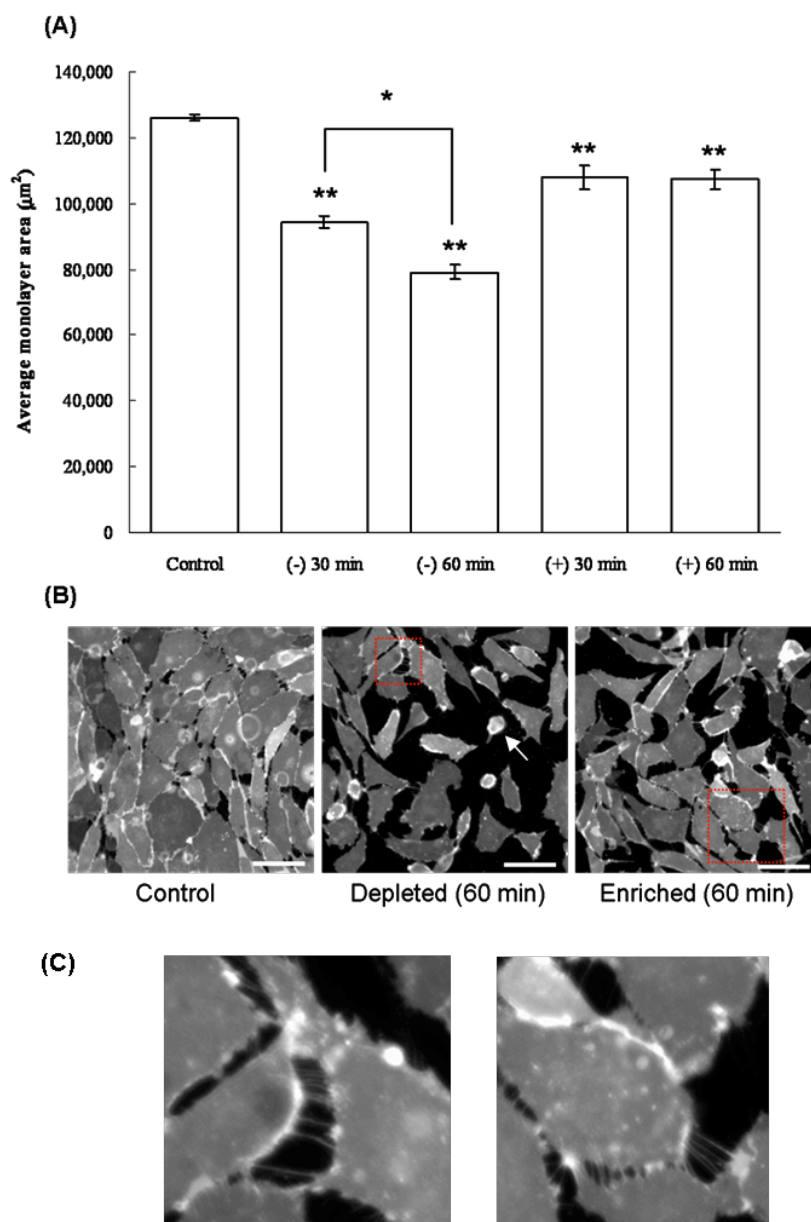 (A)
140,000
120,000
100,000
80,000
60,000
40,000
20,000
0
Average monolayer area (μm²)
*
**
**
**
**
Control (-) 30 min (-) 60 min (+) 30 min (+) 60 min
(B)
Control Depleted (60 min) Enriched (60 min)
(C)